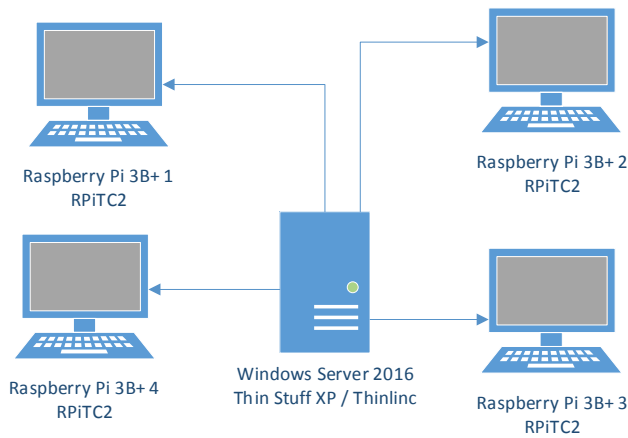 Raspberry Pi 3B+ 1
RPiTC2
Raspberry Pi 3B+ 2
RPiTC2
Raspberry Pi 3B+ 4
RPiTC2
Windows Server 2016
Thin Stuff XP / Thinlinc
Raspberry Pi 3B+ 3
RPiTC2